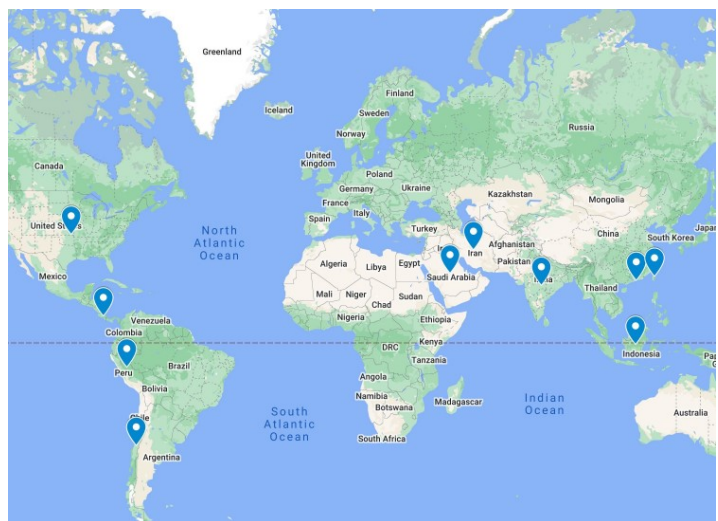 Greenland
Iceland
Finland
Sweden
Norway
Russia
Canada
United
Kingdom
Poland
Germany
Ukraine
France
Kazakhstan
Mongolia
Italy
Spain
Turkey
United States
North
Atlantic
Ocean
China
South Korea
Japa
Afghanistan
Iran
Pakistan
Algeria
Libya
Egypt
Saudi Arabia
India
Mexico
Mali
Niger
Chad
Sudan
Thailand
Nigeria
Ethiopia
Venezuela
Colombia
DRC
Kenya
Tanzania
Indonesia
Peru
Brazil
Bolivia
Angola
Namibia
Botswana
Madagascar
Indian
Ocean
Australia
Chile
South
Atlantic
Ocean
South Africa
Argentina